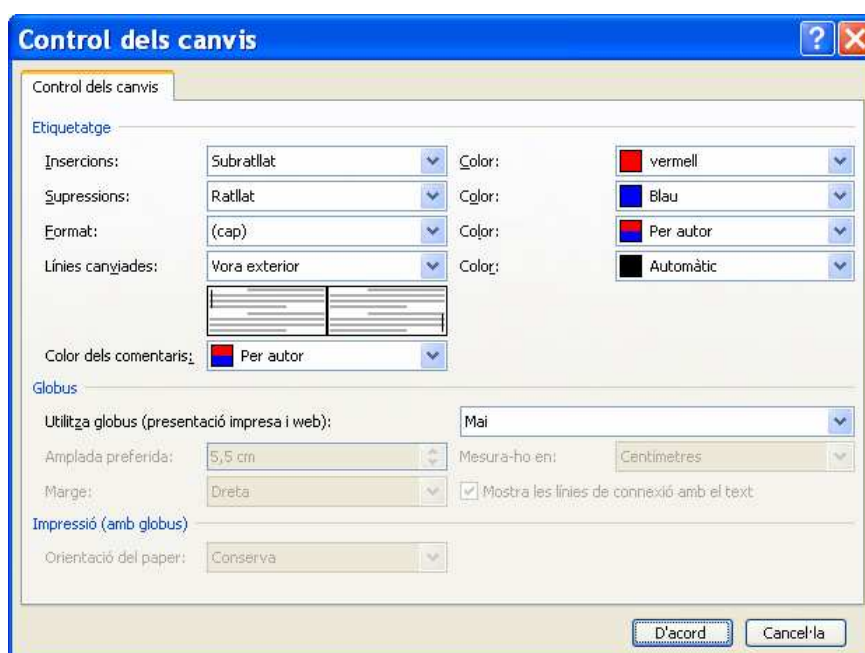 Control dels canvis
Control dels canvis
Etiquetatge
Insercions: Subratllat Color: vermell
Supressions: Ratllat Color: Blau
Format: (cap) Color: Per autor
Línies canviades: Vora exterior Color: Automàtic
Color dels comentaris: Per autor
Globus
Utilitza globus (presentació impresa i web): Mai
Amplada preferida: 5,5 cm Mesura-ho en: Centímetres
Marge: Dreta Mostra les línies de connexió amb el text
Impressió (amb globus)
Orientació del paper: Conserva
D'acord Cancel·la